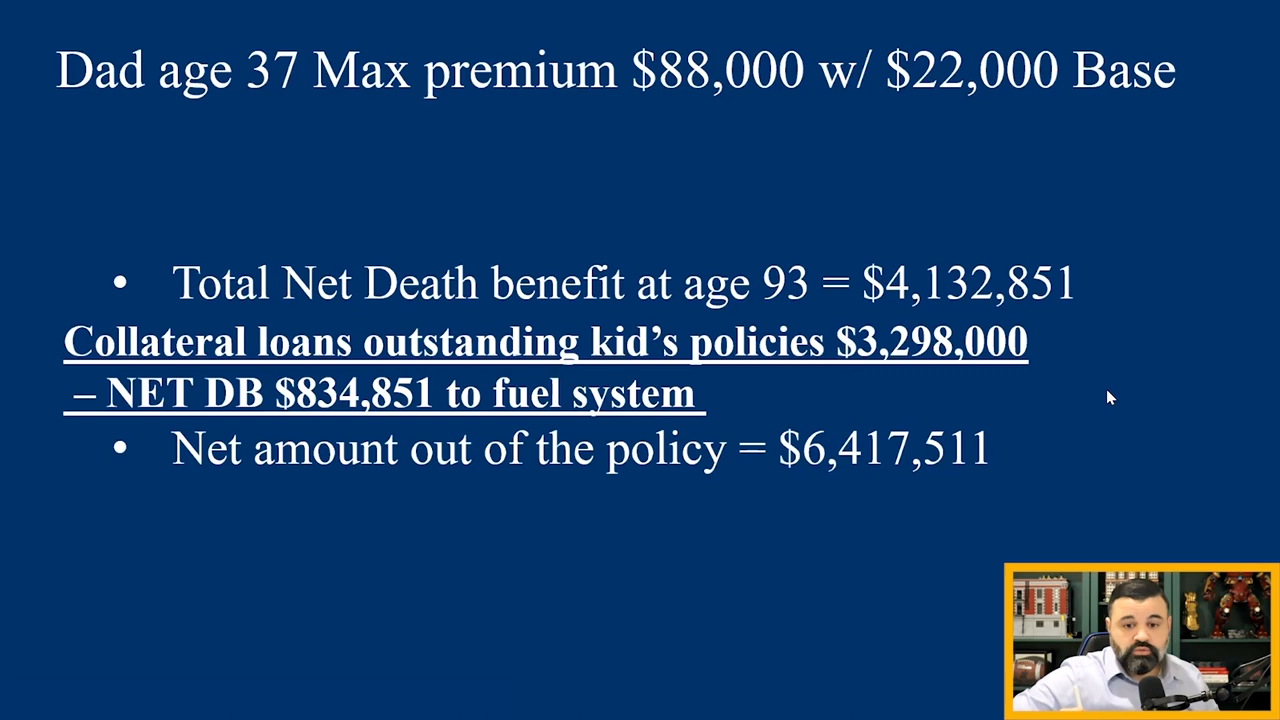 Dad age 37 Max premium $88,000 w/ $22,000 Base
• Total Net Death benefit at age 93 = $4,132,851
Collateral loans outstanding kid’s policies $3,298,000
– NET DB $834,851 to fuel system
• Net amount out of the policy = $6,417,511